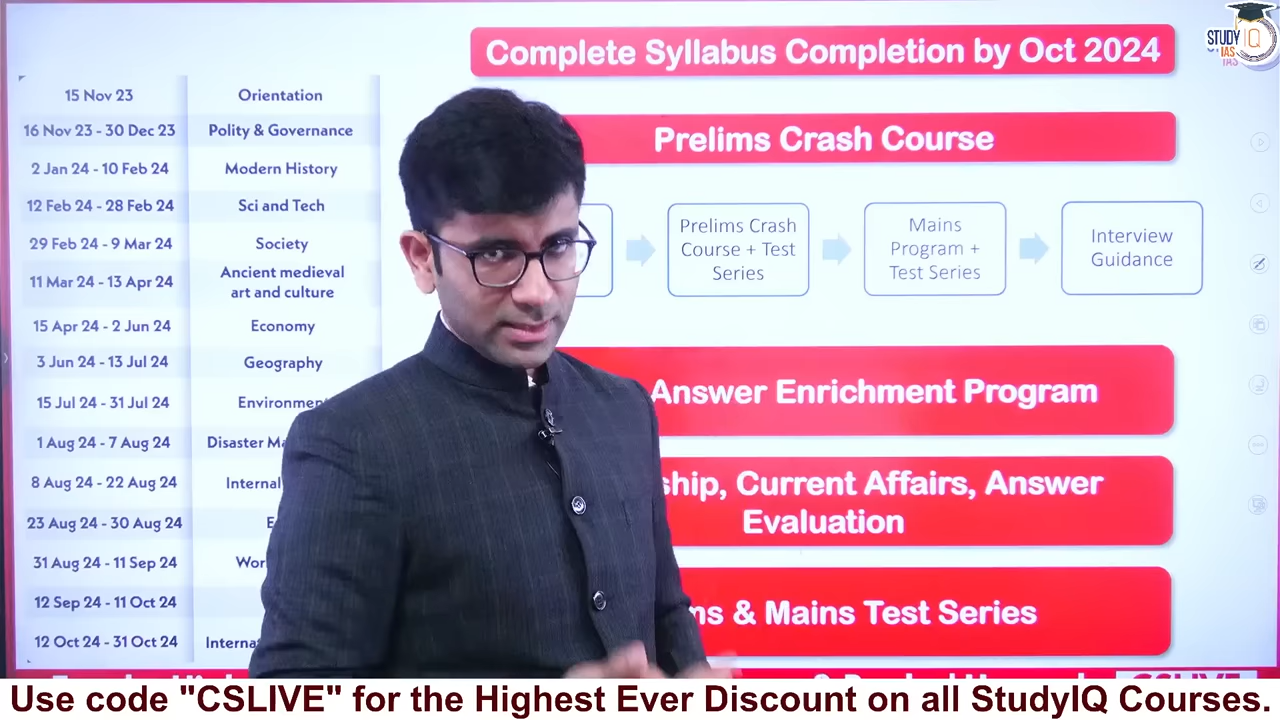 STUDY IQ
IAS
Complete Syllabus Completion by Oct 2024
15 Nov 23 Orientation
16 Nov 23 - 30 Dec 23 Polity & Governance
2 Jan 24 - 10 Feb 24 Modern History
12 Feb 24 - 28 Feb 24 Sci and Tech
29 Feb 24 - 9 Mar 24 Society
11 Mar 24 - 13 Apr 24 Ancient medieval
art and culture
15 Apr 24 - 2 Jun 24 Economy
3 Jun 24 - 13 Jul 24 Geography
15 Jul 24 - 31 Jul 24 Environment
1 Aug 24 - 7 Aug 24 Disaster
8 Aug 24 - 22 Aug 24 Internal
23 Aug 24 - 30 Aug 24
31 Aug 24 - 11 Sep 24
12 Sep 24 - 11 Oct 24
12 Oct 24 - 31 Oct 24
Prelims Crash Course
Prelims Crash
Course + Test
Series
Mains
Program +
Test Series
Interview
Guidance
Answer Enrichment Program
Current Affairs, Answer
Evaluation
& Mains Test Series
CSLIVE
Use code "CSLIVE" for the Highest Ever Discount on all StudyIQ Courses.